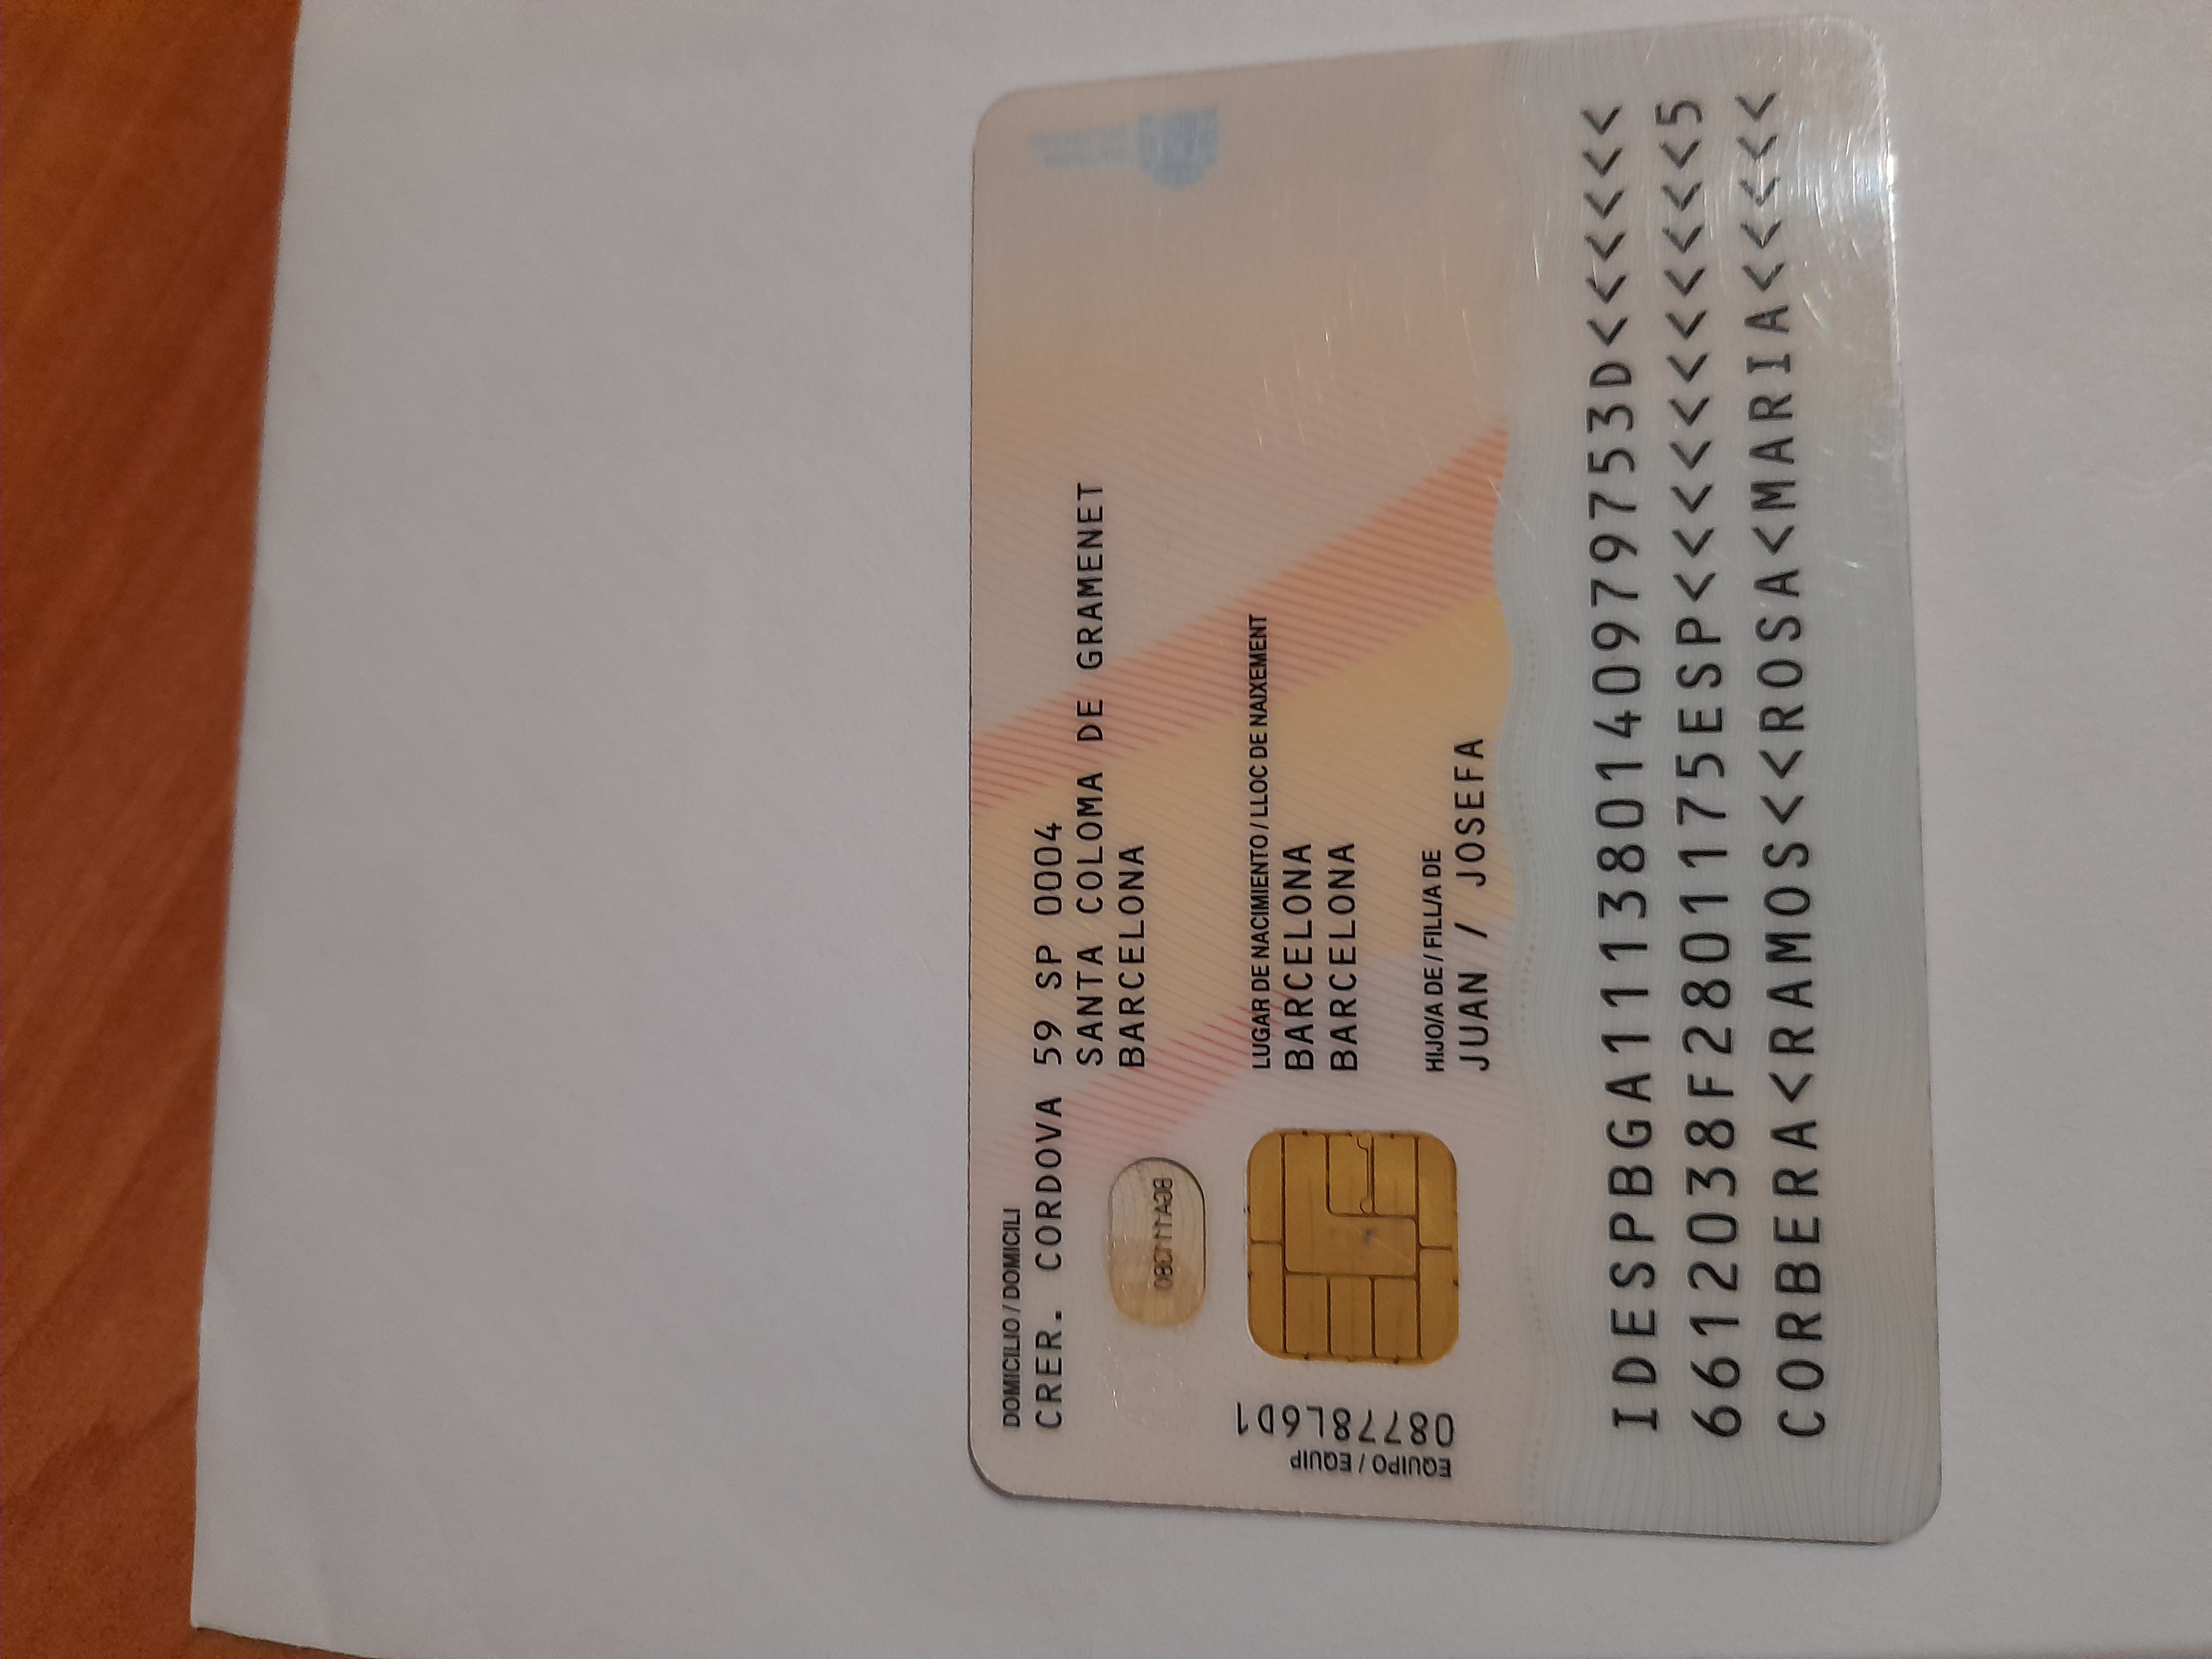 DOMICILIO / DOMICILI
CRER. CORDOVA 59 SP 0004
SANTA COLOMA DE GRAMENET
BARCELONA
BGA111380
EQUIPO / EQUIP
08778L6D1
LUGAR DE NACIMIENTO / LLOC DE NAIXEMENT
BARCELONA
BARCELONA
HIJO/A DE / FILL/A DE
JUAN / JOSEFA
IDESPBGA111380140979753D<<<<<<
6612038F2801175ESP<<<<<<<<<<<5
CORBERA<RAMOS<<ROSA<MARIA<<<<<